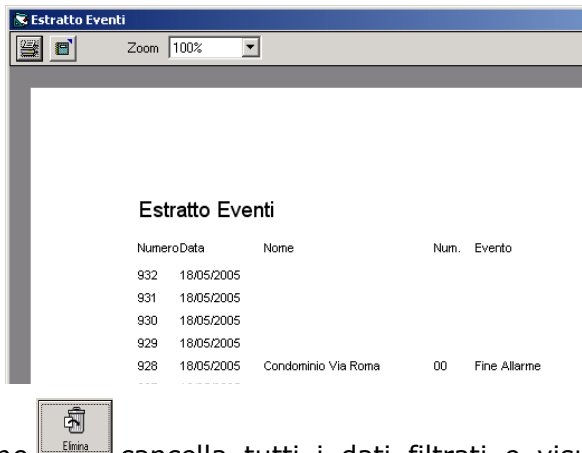 Estratto Eventi
Zoom 100%
Estratto Eventi
Numero Data Nome Num. Evento
932 18/05/2005
931 18/05/2005
930 18/05/2005
929 18/05/2005
928 18/05/2005 Condominio Via Roma 00 Fine Allarme
Elimina
cancella tutti i dati filtrati e